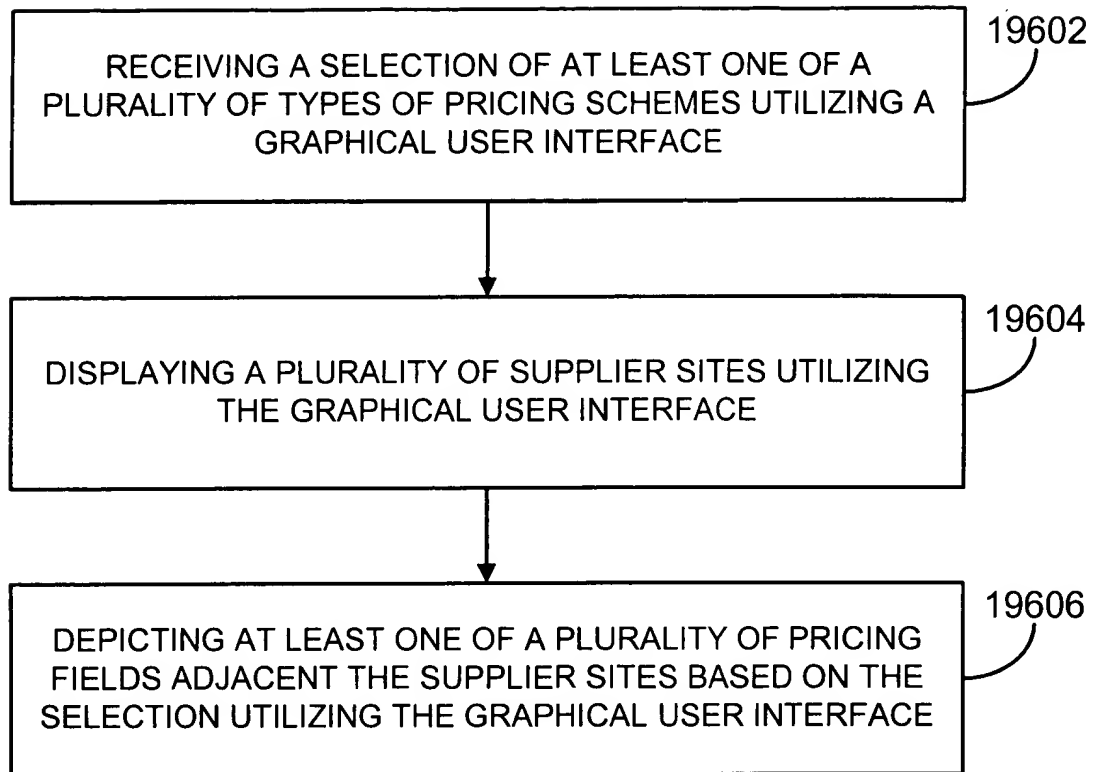 19602
RECEIVING A SELECTION OF AT LEAST ONE OF A
PLURALITY OF TYPES OF PRICING SCHEMES UTILIZING A
GRAPHICAL USER INTERFACE
19604
DISPLAYING A PLURALITY OF SUPPLIER SITES UTILIZING
THE GRAPHICAL USER INTERFACE
19606
DEPICTING AT LEAST ONE OF A PLURALITY OF PRICING
FIELDS ADJACENT THE SUPPLIER SITES BASED ON THE
SELECTION UTILIZING THE GRAPHICAL USER INTERFACE